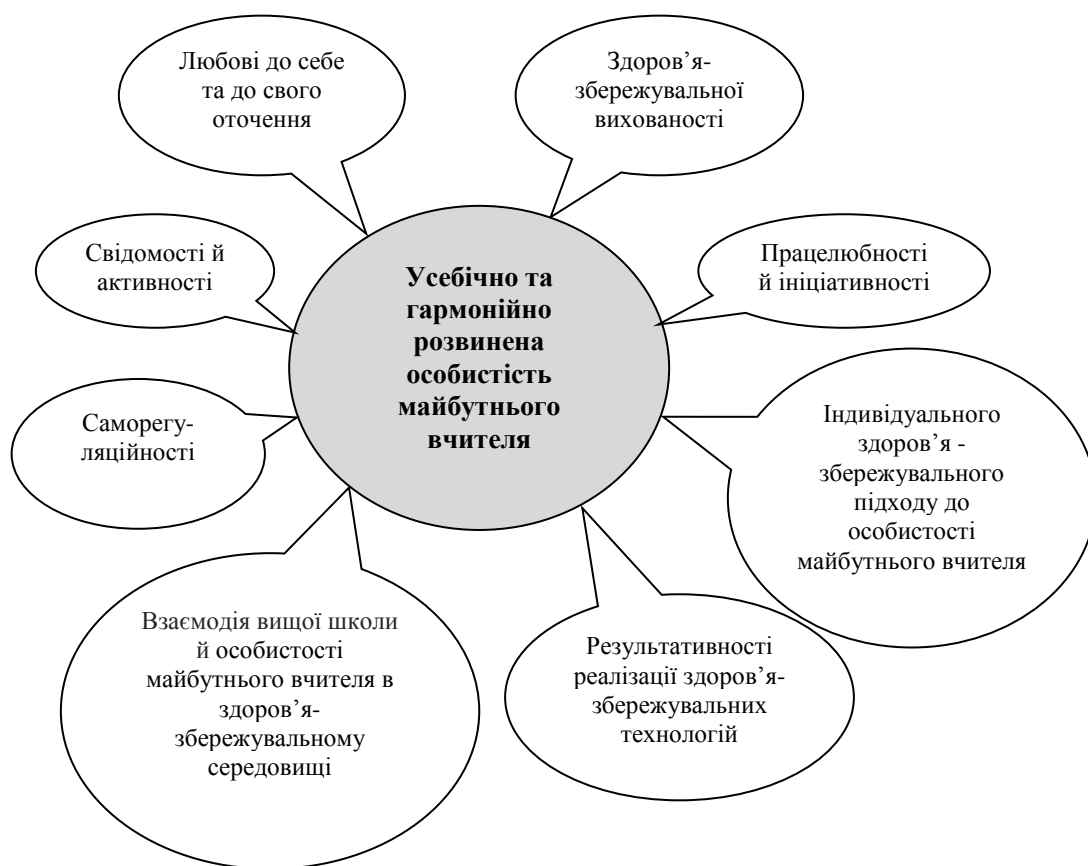 Любові до себе
та до свого
оточення
Здоров’я-
збережувальної
вихованості
Свідомості й
активності
Усебічно та
гармонійно
розвинена
особистість
майбутнього
вчителя
Працелюбності
й ініціативності
Саморегу-
ляційності
Індивідуального
здоров’я -
збережувального
підходу до
особистості
майбутнього вчителя
Взаємодія вищої школи
й особистості
майбутнього вчителя в
здоров’я-
збережувальному
середовищі
Результативності
реалізації здоров’я-
збережувальних
технологій